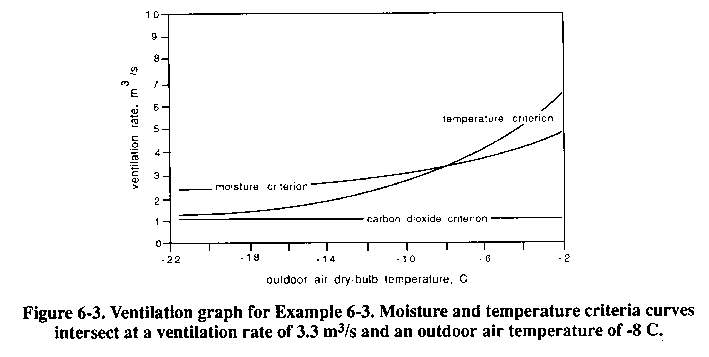 10
9
8
7
6
5
4
3
2
1
0
ventilation rate, m³/s
temperature criterion
moisture criterion
carbon dioxide criterion
-22
-18
-14
-10
-6
-2
outdoor air dry-bulb temperature, C
Figure 6-3. Ventilation graph for Example 6-3. Moisture and temperature criteria curves
intersect at a ventilation rate of 3.3 m³/s and an outdoor air temperature of -8 C.